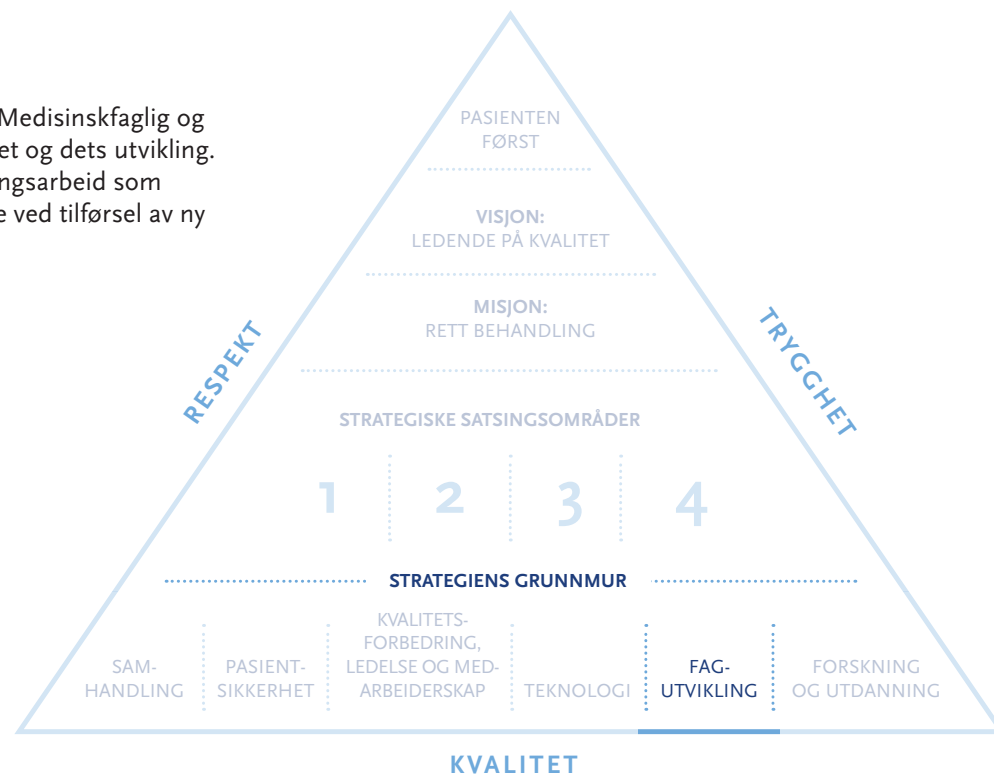 Medisinskfaglig og
et og dets utvikling.
ngsarbeid som
e ved tilførsel av ny
PASIENTEN
FØRST
VISJON:
LEDENDE PÅ KVALITET
MISJON:
RETT BEHANDLING
RESPEKT
TRYGGHET
STRATEGISKE SATSINGSOMRÅDER
1 2 3 4
STRATEGIENS GRUNNMUR
SAM-
HANDLING
PASIENT-
SIKKERHET
KVALITETS-
FORBEDRING,
LEDELSE OG MED-
ARBEIDERSKAP
TEKNOLOGI
FAG-
UTVIKLING
FORSKNING
OG UTDANNING
KVALITET